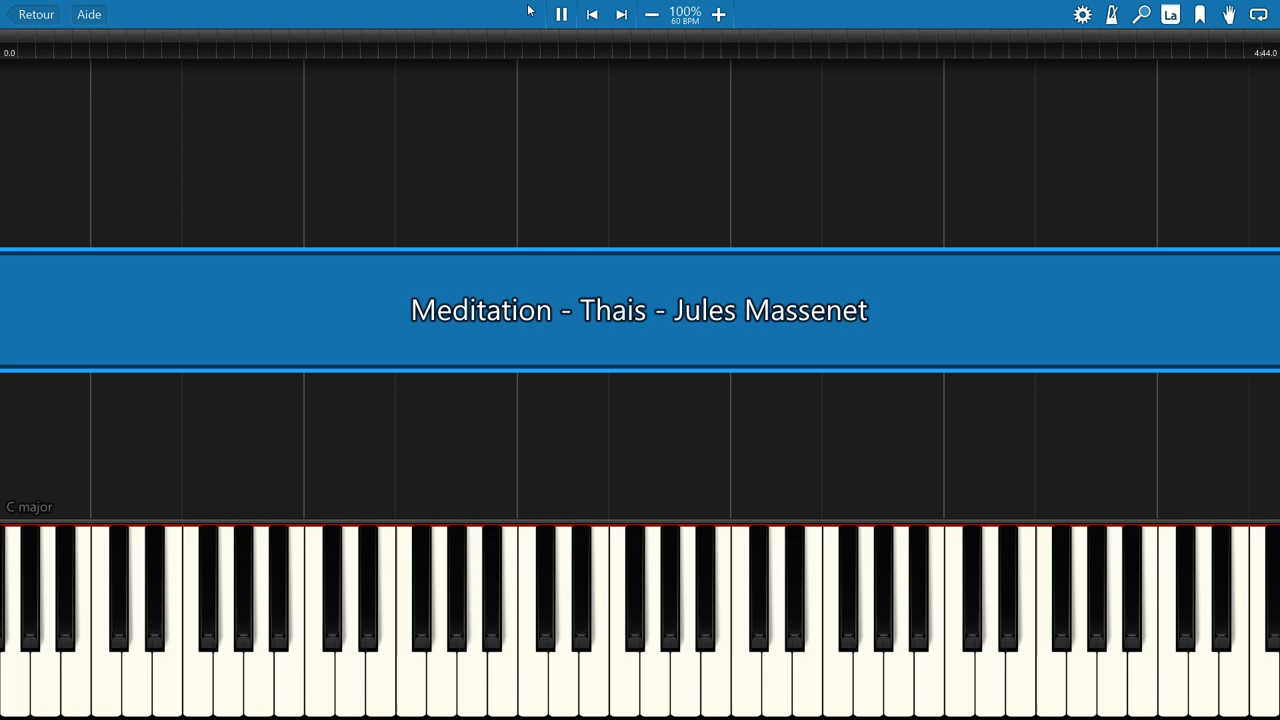 Retour
Aide
100%
60 BPM
La
0.0
4:44.0
Meditation - Thais - Jules Massenet
C major